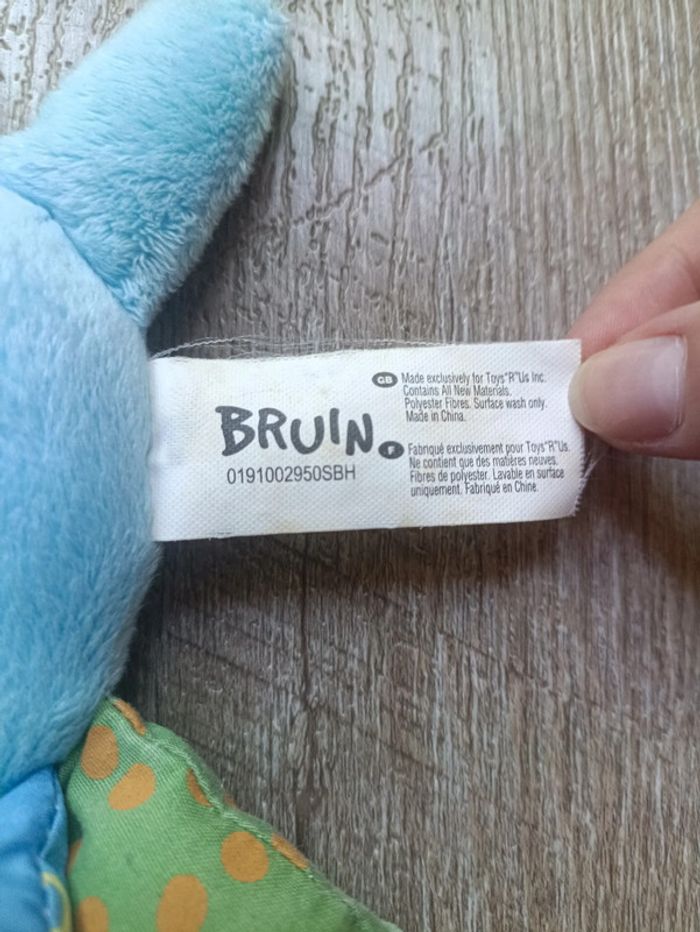 BRUIN.
0191002950SBH
GB Made exclusively for Toys"R"Us Inc.
Contains All New Materials.
Polyester Fibres. Surface wash only.
Made in China.
F Fabriqué exclusivement pour Toys"R"Us.
Ne contient que des matières neuves.
Fibres de polyester. Lavable en surface
uniquement. Fabriqué en Chine.